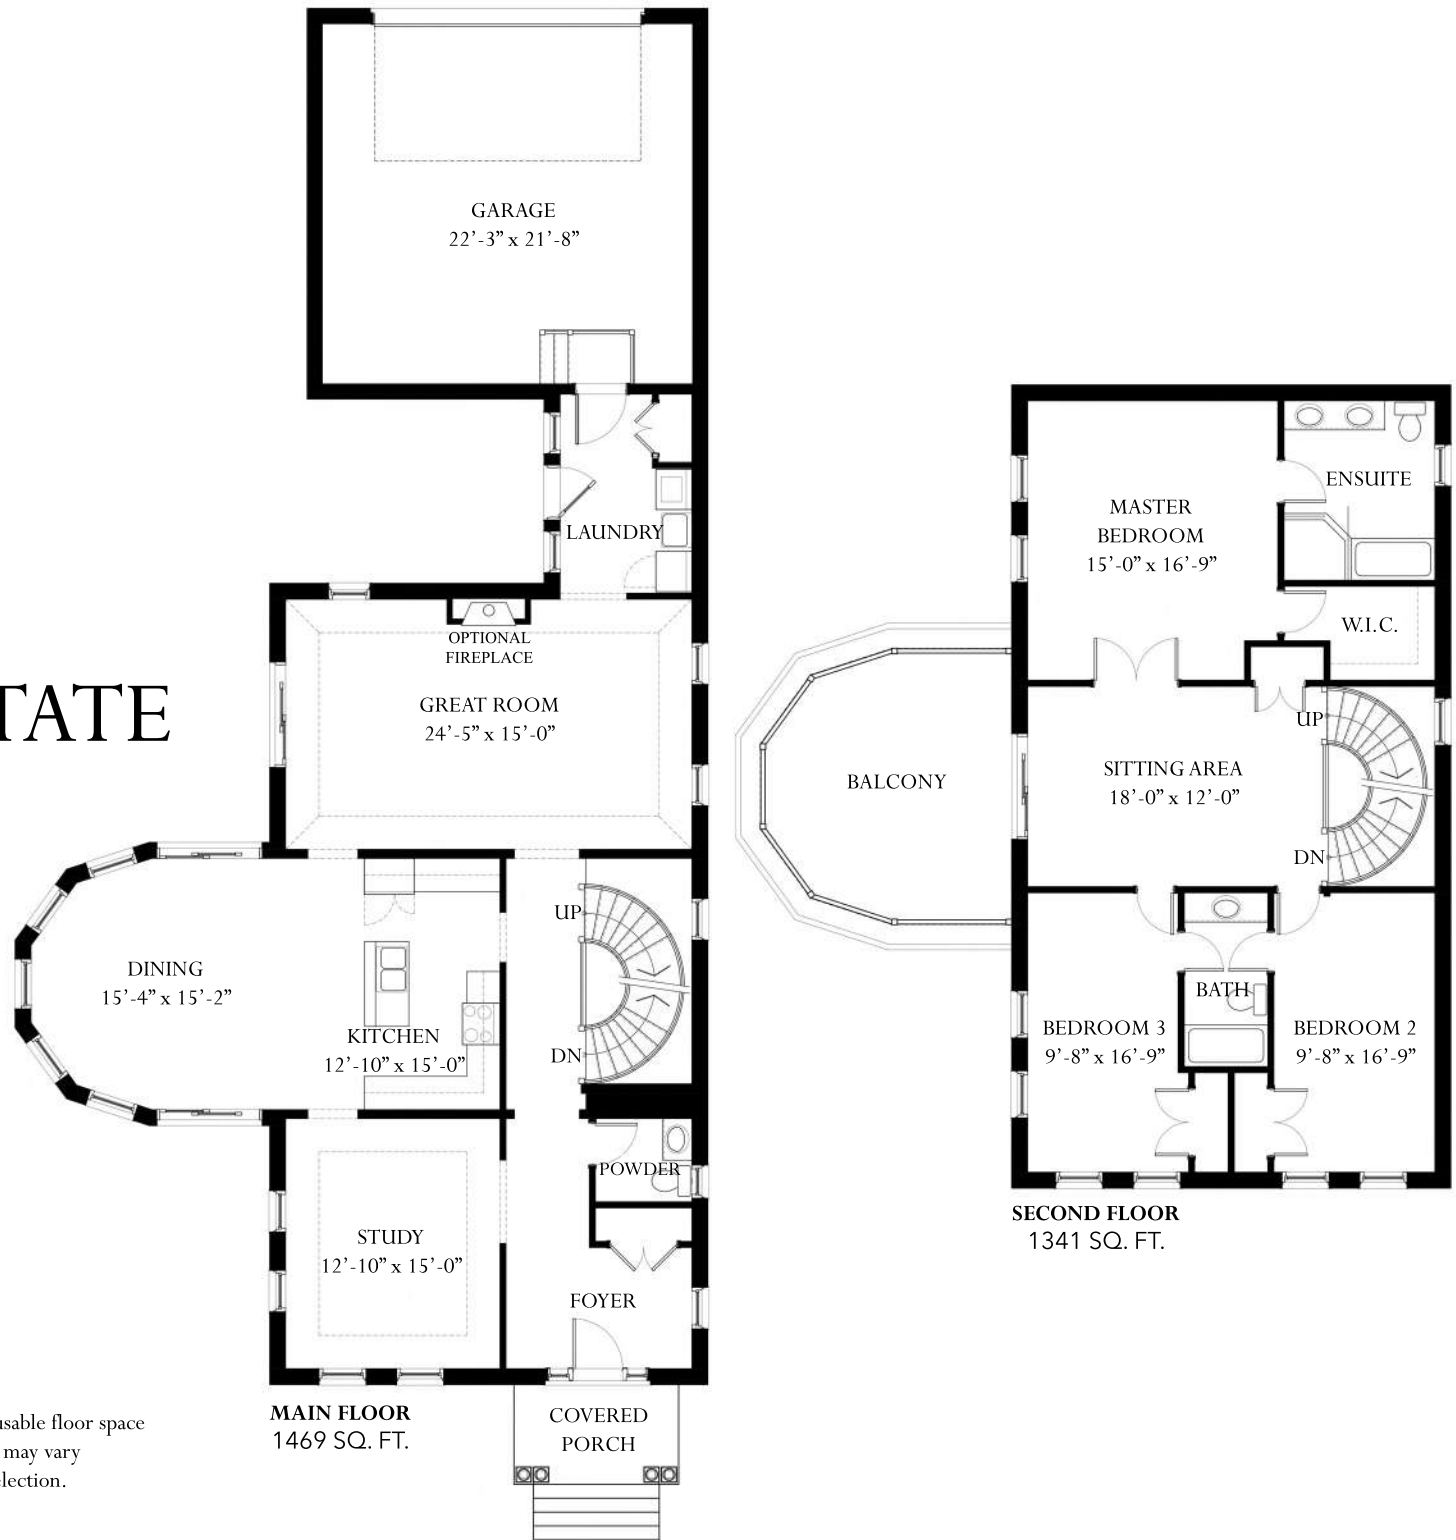 GARAGE
22’-3” x 21’-8”
LAUNDRY
OPTIONAL
FIREPLACE
GREAT ROOM
24’-5” x 15’-0”
TATE
UP
DINING
15’-4” x 15’-2”
KITCHEN
12’-10” x 15’-0”
DN
POWDER
STUDY
12’-10” x 15’-0”
FOYER
MAIN FLOOR
1469 SQ. FT.
COVERED
PORCH
usable floor space
may vary
election.
ENSUITE
MASTER
BEDROOM
15’-0” x 16’-9”
W.I.C.
UP
SITTING AREA
18’-0” x 12’-0”
BALCONY
DN
BATH
BEDROOM 3
9’-8” x 16’-9”
BEDROOM 2
9’-8” x 16’-9”
SECOND FLOOR
1341 SQ. FT.